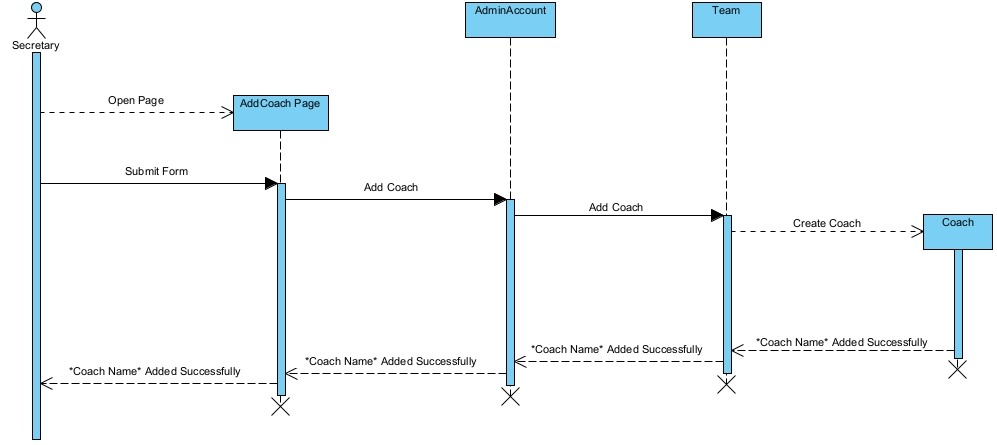 AdminAccount
Team
Secretary
Open Page
AddCoach Page
Submit Form
Add Coach
Add Coach
Create Coach
Coach
*Coach Name* Added Successfully
*Coach Name* Added Successfully
*Coach Name* Added Successfully
*Coach Name* Added Successfully